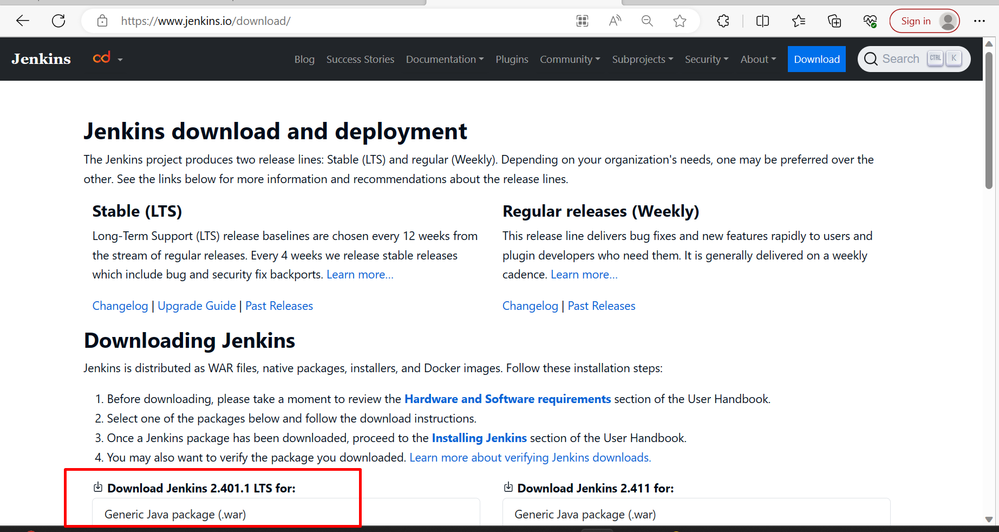 https://www.jenkins.io/download/
Sign in
Jenkins
cd
Blog Success Stories Documentation Plugins Community Subprojects Security About Download
Search CTRL K
Jenkins download and deployment
The Jenkins project produces two release lines: Stable (LTS) and regular (Weekly). Depending on your organization's needs, one may be preferred over the
other. See the links below for more information and recommendations about the release lines.
Stable (LTS)
Long-Term Support (LTS) release baselines are chosen every 12 weeks from
the stream of regular releases. Every 4 weeks we release stable releases
which include bug and security fix backports. Learn more...
Changelog | Upgrade Guide | Past Releases
Regular releases (Weekly)
This release line delivers bug fixes and new features rapidly to users and
plugin developers who need them. It is generally delivered on a weekly
cadence. Learn more...
Changelog | Past Releases
Downloading Jenkins
Jenkins is distributed as WAR files, native packages, installers, and Docker images. Follow these installation steps:
1. Before downloading, please take a moment to review the Hardware and Software requirements section of the User Handbook.
2. Select one of the packages below and follow the download instructions.
3. Once a Jenkins package has been downloaded, proceed to the Installing Jenkins section of the User Handbook.
4. You may also want to verify the package you downloaded. Learn more about verifying Jenkins downloads.
Download Jenkins 2.401.1 LTS for:
Generic Java package (.war)
Download Jenkins 2.411 for:
Generic Java package (.war)